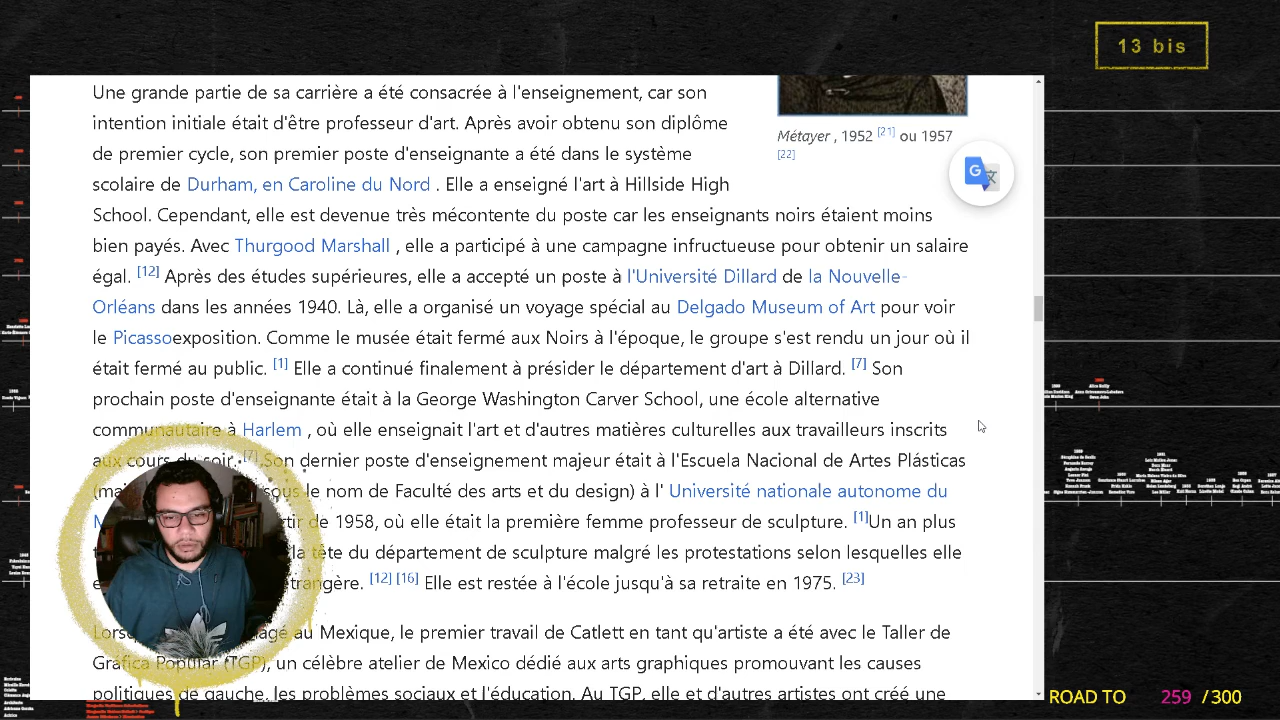 13 bis
Une grande partie de sa carrière a été consacrée à l'enseignement, car son
intention initiale était d'être professeur d'art. Après avoir obtenu son diplôme
de premier cycle, son premier poste d'enseignante a été dans le système
scolaire de Durham, en Caroline du Nord . Elle a enseigné l'art à Hillside High
School. Cependant, elle est devenue très mécontente du poste car les enseignants noirs étaient moins
bien payés. Avec Thurgood Marshall , elle a participé à une campagne infructueuse pour obtenir un salaire
égal. [12] Après des études supérieures, elle a accepté un poste à l'Université Dillard de la Nouvelle-
Orléans dans les années 1940. Là, elle a organisé un voyage spécial au Delgado Museum of Art pour voir
le Picassoexposition. Comme le musée était fermé aux Noirs à l'époque, le groupe s'est rendu un jour où il
était fermé au public. [1] Elle a continué finalement à présider le département d'art à Dillard. [7] Son
prochain poste d'enseignante était à la George Washington Carver School, une école alternative
communautaire à Harlem , où elle enseignait l'art et d'autres matières culturelles aux travailleurs inscrits
aux cours du soir. [7] Son dernier poste d'enseignement majeur était à l'Escuela Nacional de Artes Plásticas
sous le nom de Faculté des arts et du design) de l' Université nationale autonome du
de 1958, où elle fut la première femme professeur de sculpture. [1]Un an plus
la tête du département de sculpture malgré les protestations selon lesquelles elle
[12] [16] Elle est restée à l'école jusqu'à sa retraite en 1975. [23]
au Mexique, le premier travail de Catlett en tant qu'artiste a été avec le Taller de
Gráfica Popular (TGP), un célèbre atelier de Mexico dédié aux arts graphiques promouvant les causes
politiques de gauche, les problèmes sociaux et l'éducation. Au TGP, elle et d'autres artistes ont créé une
Métayer , 1952 [21] ou 1957
[22]
G
ROAD TO 259 / 300